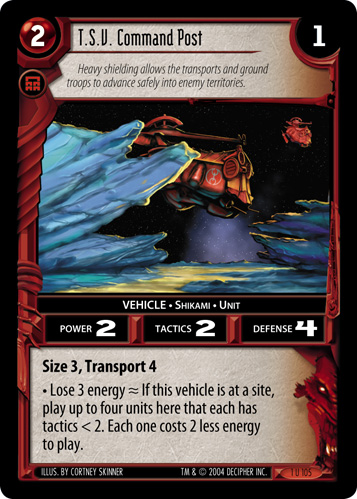 2
T.S.V. Command Post
1
Heavy shielding allows the transports and ground
troops to advance safely into enemy territories.
VEHICLE • SHIKAMI • UNIT
POWER 2 TACTICS 2 DEFENSE 4
Size 3, Transport 4
• Lose 3 energy ≈ If this vehicle is at a site,
play up to four units here that each has
tactics < 2. Each one costs 2 less energy
to play.
ILLUS. BY CORTNEY SKINNER TM & © 2004 DECIPHER INC. 1 U 105